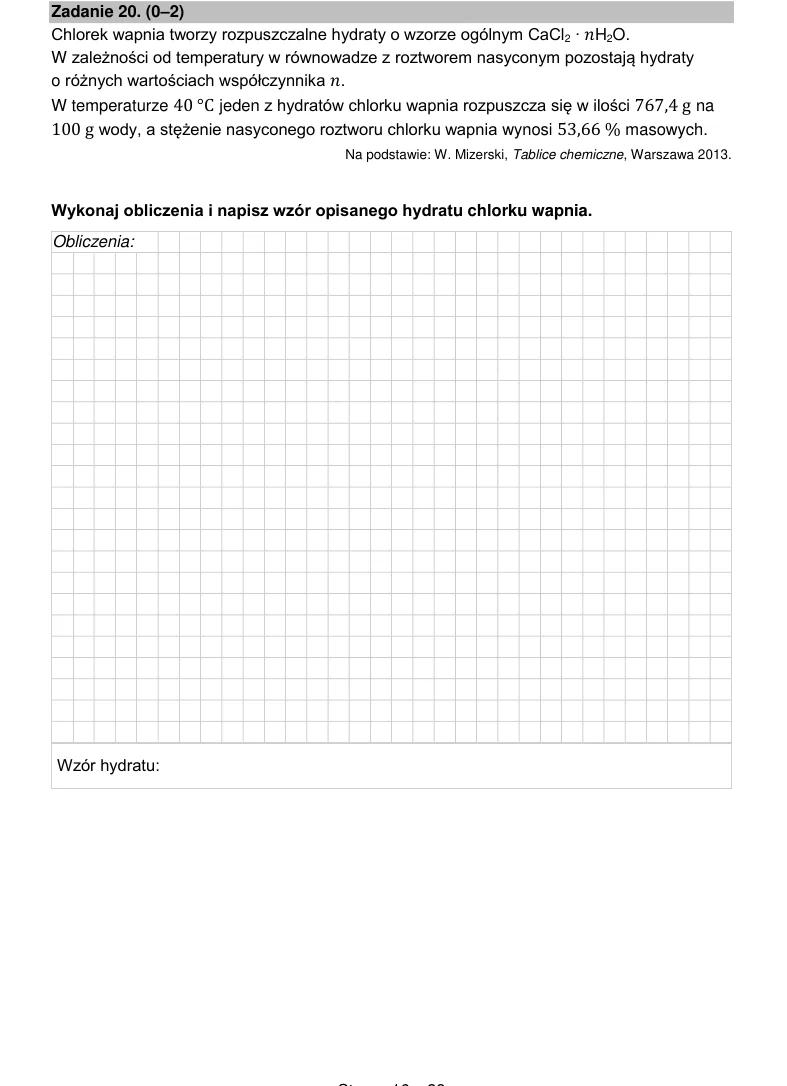 Zadanie 20. (0–2)
Chlorek wapnia tworzy rozpuszczalne hydraty o wzorze ogólnym CaCl₂ · nH₂O.
W zależności od temperatury w równowadze z roztworem nasyconym pozostają hydraty
o różnych wartościach współczynnika n.
W temperaturze 40 °C jeden z hydratów chlorku wapnia rozpuszcza się w ilości 767,4 g na
100 g wody, a stężenie nasyconego roztworu chlorku wapnia wynosi 53,66 % masowych.
Na podstawie: W. Mizerski, Tablice chemiczne, Warszawa 2013.
Wykonaj obliczenia i napisz wzór opisanego hydratu chlorku wapnia.
Obliczenia:
Wzór hydratu: